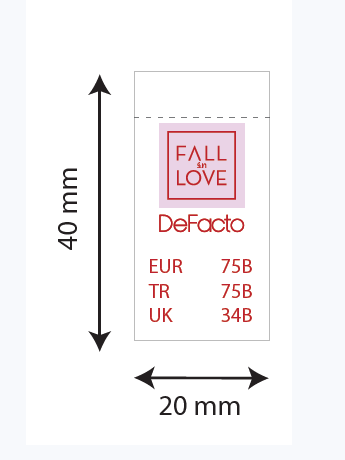 40 mm
FALL
in
LOVE
DeFacto
EUR 75B
TR 75B
UK 34B
20 mm